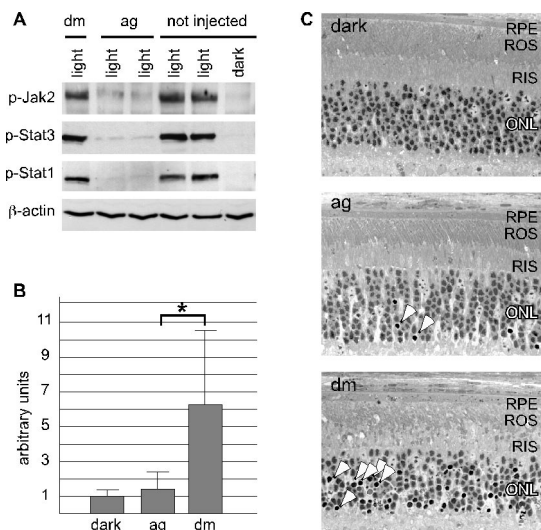 A
dm ag not injected
light light light light light dark
p-Jak2
p-Stat3
p-Stat1
β-actin
B
arbitrary units
11
9
7
5
3
1
*
dark ag dm
C
dark
RPE
ROS
RIS
ONL
ag
RPE
ROS
RIS
ONL
dm
RPE
ROS
RIS
ONL